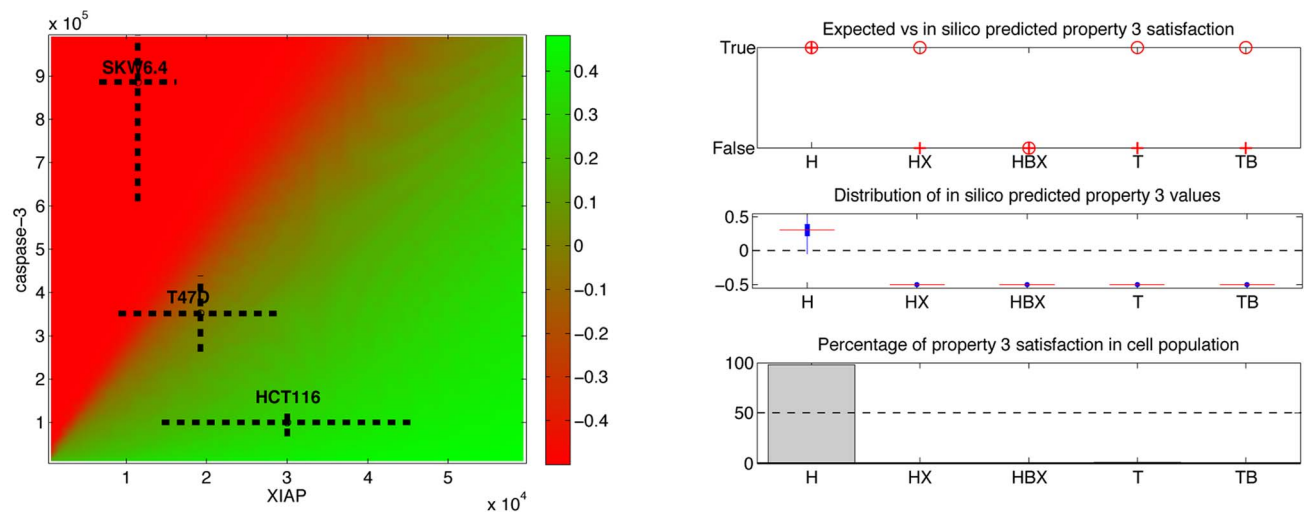 x 10⁵
9
8
7
6
5
4
3
2
1
caspase-3
SKW6.4
T47D
HCT116
1
2
3
4
5
XIAP
x 10⁴
0.4
0.3
0.2
0.1
0
−0.1
−0.2
−0.3
−0.4
Expected vs in silico predicted property 3 satisfaction
True
False
H HX HBX T TB
Distribution of in silico predicted property 3 values
0.5
0
−0.5
H HX HBX T TB
Percentage of property 3 satisfaction in cell population
100
50
0
H HX HBX T TB